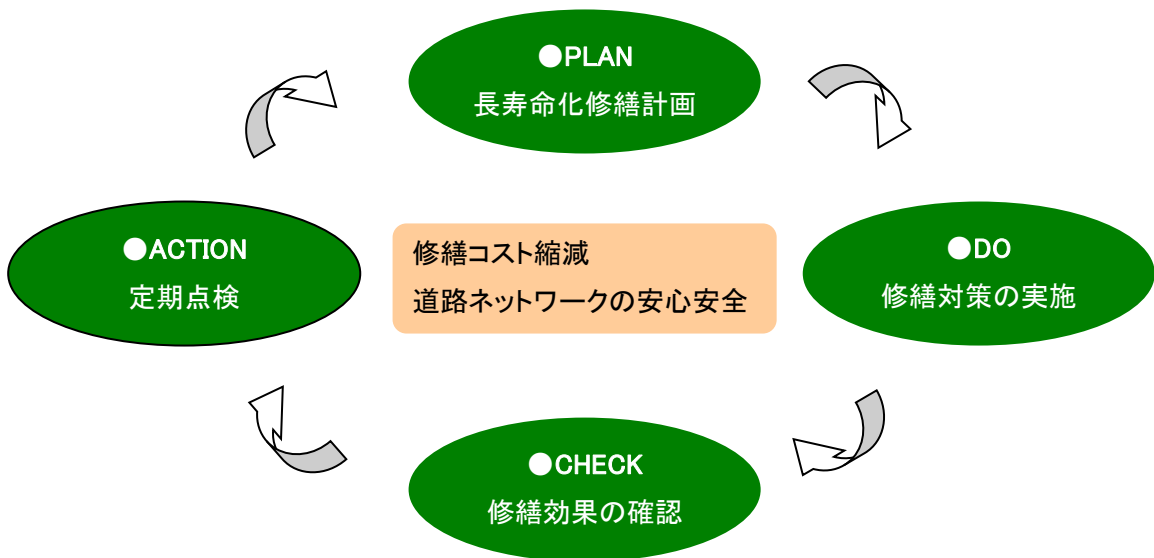 ●PLAN
長寿命化修繕計画
●ACTION
定期点検
修繕コスト縮減
道路ネットワークの安心安全
●DO
修繕対策の実施
●CHECK
修繕効果の確認